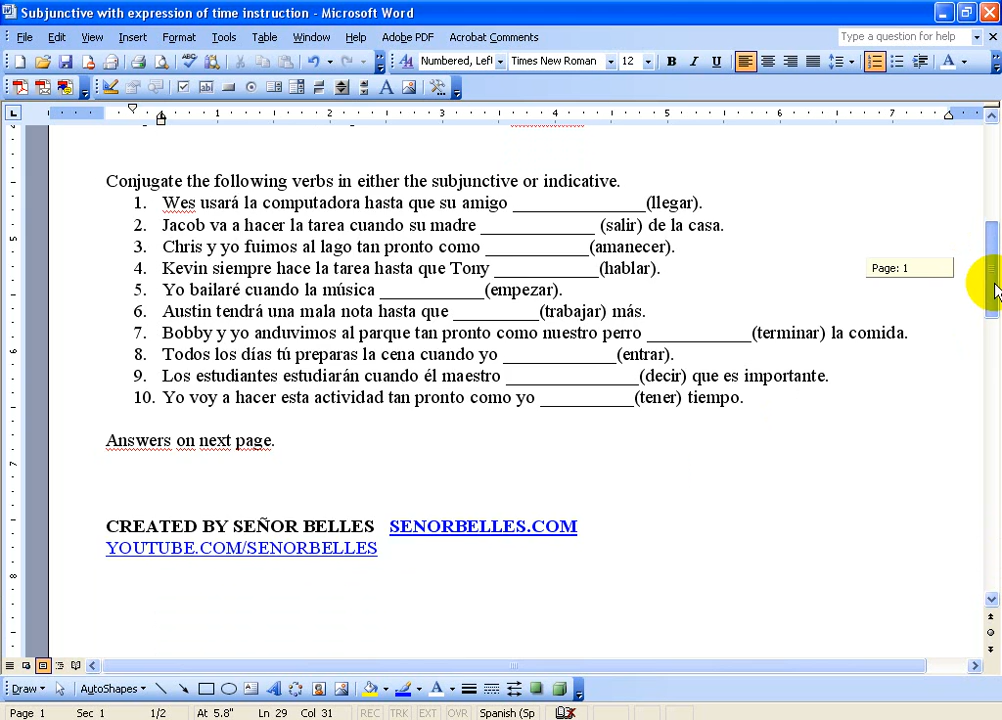 Subjunctive with expression of time instruction - Microsoft Word
File Edit View Insert Format Tools Table Window Help Adobe PDF Acrobat Comments Type a question for help
Numbered, Left Times New Roman 12 B I U
1 2 3 4 5 6 7
Conjugate the following verbs in either the subjunctive or indicative.
1. Wes usará la computadora hasta que su amigo ______________(llegar).
2. Jacob va a hacer la tarea cuando su madre ____________ (salir) de la casa.
3. Chris y yo fuimos al lago tan pronto como ___________(amanecer).
4. Kevin siempre hace la tarea hasta que Tony ___________(hablar).
Page: 1
5. Yo bailaré cuando la música ___________(empezar).
6. Austin tendrá una mala nota hasta que _________(trabajar) más.
7. Bobby y yo anduvimos al parque tan pronto como nuestro perro ___________(terminar) la comida.
8. Todos los días tú preparas la cena cuando yo ____________(entrar).
9. Los estudiantes estudiarán cuando él maestro ______________(decir) que es importante.
10. Yo voy a hacer esta actividad tan pronto como yo __________(tener) tiempo.
Answers on next page.
CREATED BY SEÑOR BELLES SENORBELLES.COM
YOUTUBE.COM/SENORBELLES
Draw AutoShapes
Page 1 Sec 1 1/2 At 5.8" Ln 29 Col 31 REC TRK EXT OVR Spanish (Sp